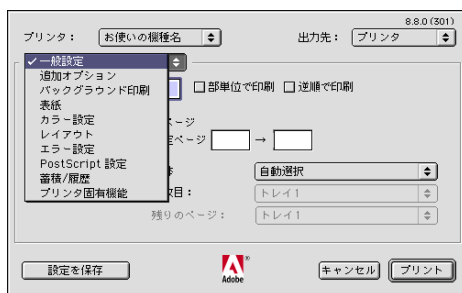 8.8.0 (301)
プリンタ： お使いの機種名 出力先： プリンタ
一般設定
追加オプション
バックグラウンド印刷
表紙
カラー設定
レイアウト
エラー設定
PostScript 設定
蓄積/履歴
プリンタ固有機能
部単位で印刷 逆順で印刷
ページ
ページ →
自動選択
目： トレイ1
残りのページ： トレイ1
設定を保存
Adobe
キャンセル プリント